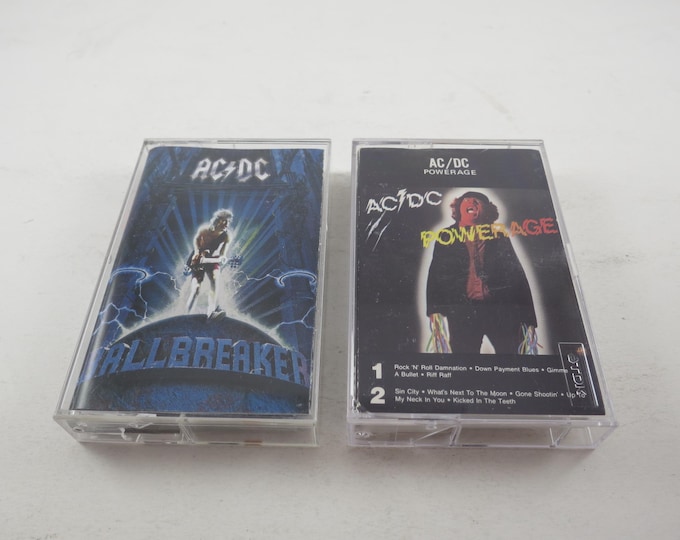 AC⚡DC
BALLBREAKER
AC/DC
POWERAGE
AC⚡DC
POWERAGE
1 Rock 'N' Roll Damnation • Down Payment Blues • Gimme
A Bullet • Riff Raff
2 Sin City • What's Next To The Moon • Gone Shootin' • Up
My Neck In You • Kicked In The Teeth